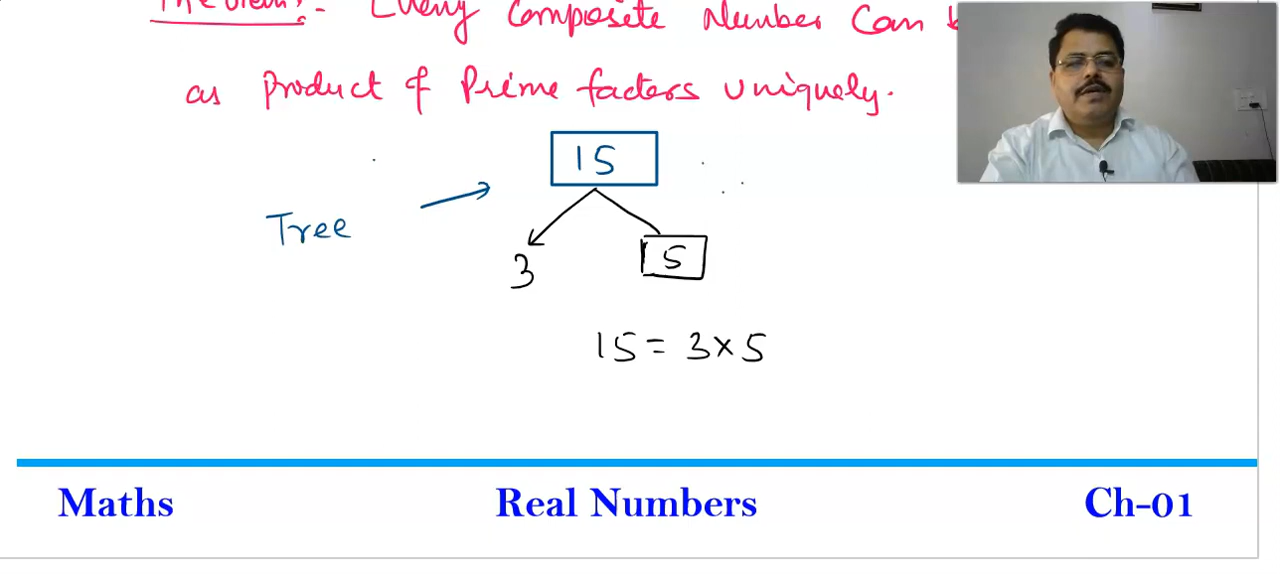 Theorem:- Every Composite Number Can
as product of Prime factors uniquely.
15
Tree
3
5
15 = 3 × 5
Maths Real Numbers Ch-01